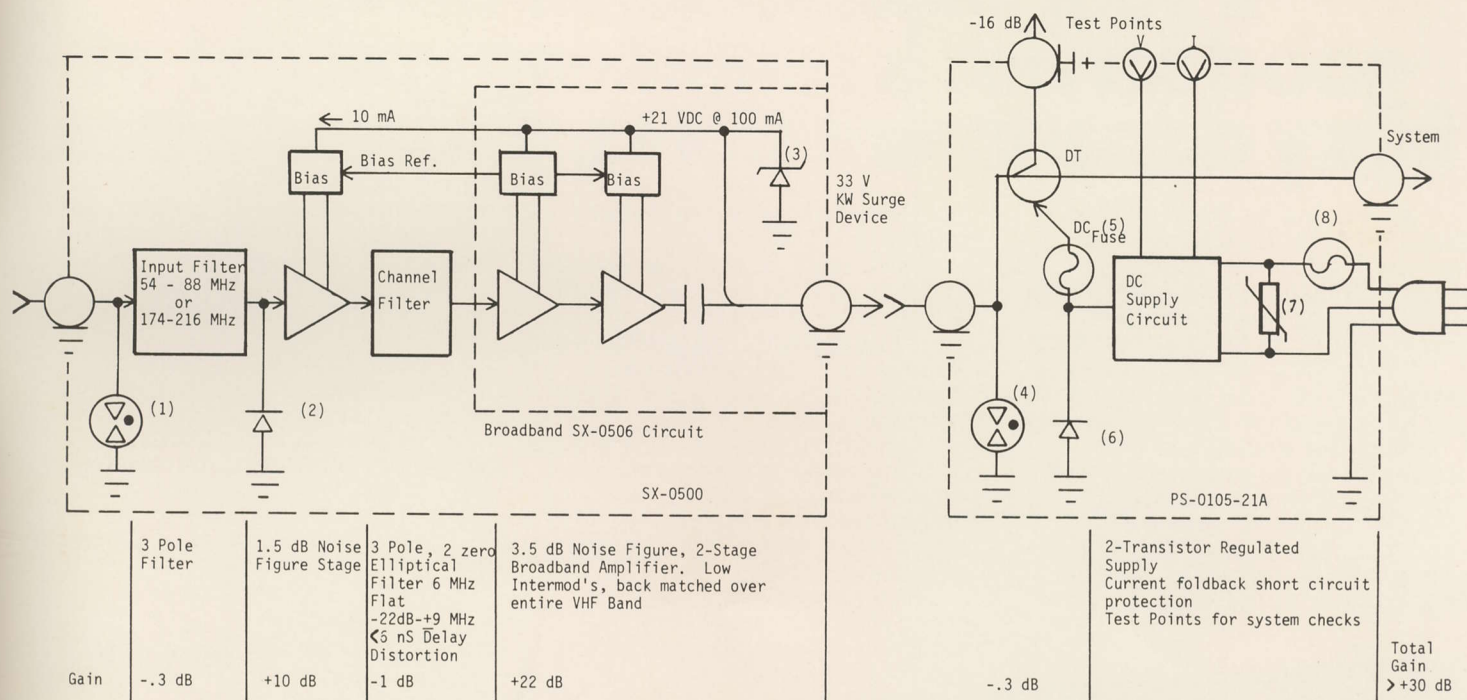 -16 dB
Test Points
V
I
10 mA
+21 VDC @ 100 mA
Bias Ref.
Bias
Bias
Bias
(3)
33 V
KW Surge
Device
DT
System
DC
Fuse
(5)
(8)
Input Filter
54 - 88 MHz
or
174-216 MHz
Channel
Filter
DC
Supply
Circuit
(7)
(1)
(2)
(4)
(6)
Broadband SX-0506 Circuit
SX-0500
PS-0105-21A
3 Pole
Filter
1.5 dB Noise
Figure Stage
3 Pole, 2 zero
Elliptical
Filter 6 MHz
Flat
-22dB-+9 MHz
<5 nS Delay
Distortion
3.5 dB Noise Figure, 2-Stage
Broadband Amplifier. Low
Intermod's, back matched over
entire VHF Band
2-Transistor Regulated
Supply
Current foldback short circuit
protection
Test Points for system checks
Total
Gain
>+30 dB
Gain
-.3 dB
+10 dB
-1 dB
+22 dB
-.3 dB